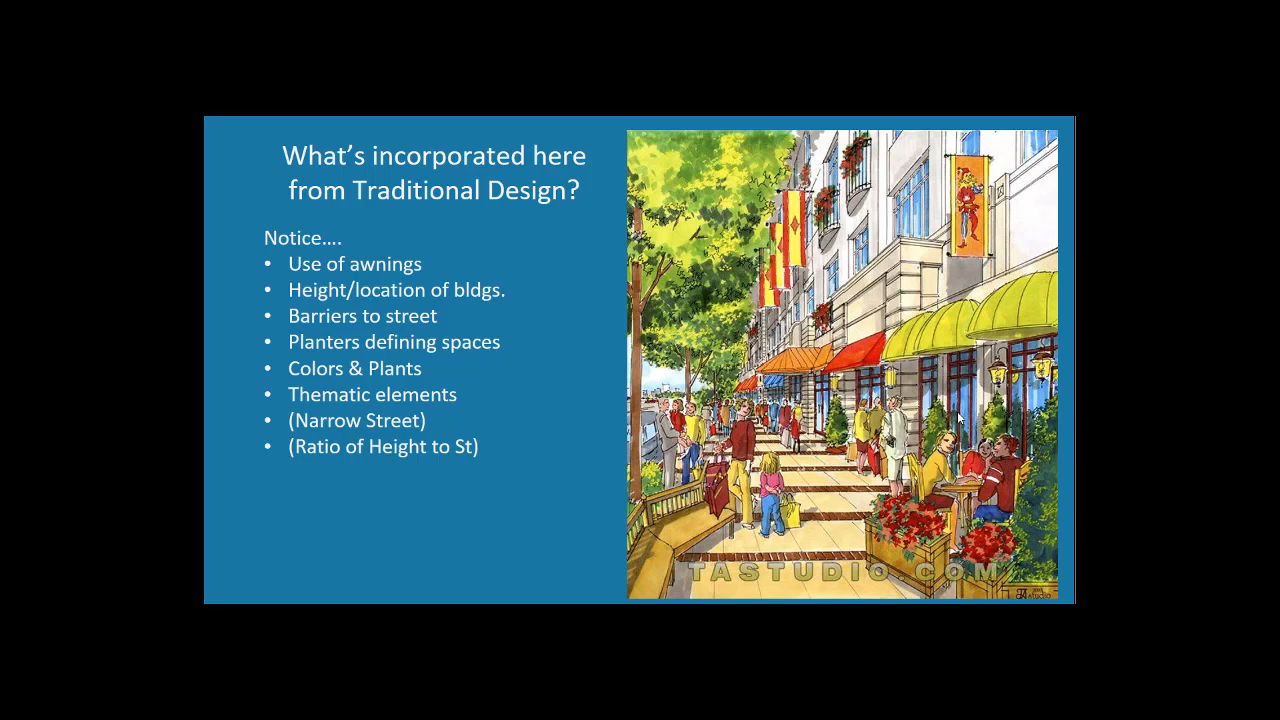 What's incorporated here
from Traditional Design?
Notice....
• Use of awnings
• Height/location of bldgs.
• Barriers to street
• Planters defining spaces
• Colors & Plants
• Thematic elements
• (Narrow Street)
• (Ratio of Height to St)
TASTUDIO.COM